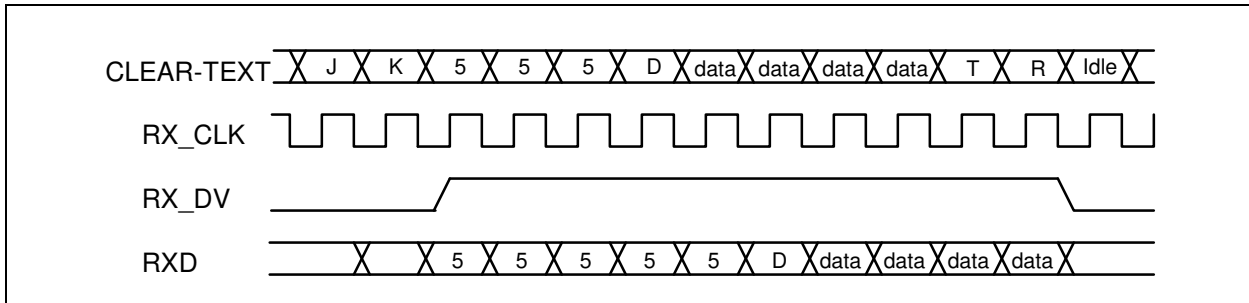 CLEAR-TEXT J K 5 5 5 D data data data data T R Idle
RX_CLK
RX_DV
RXD 5 5 5 5 5 D data data data data